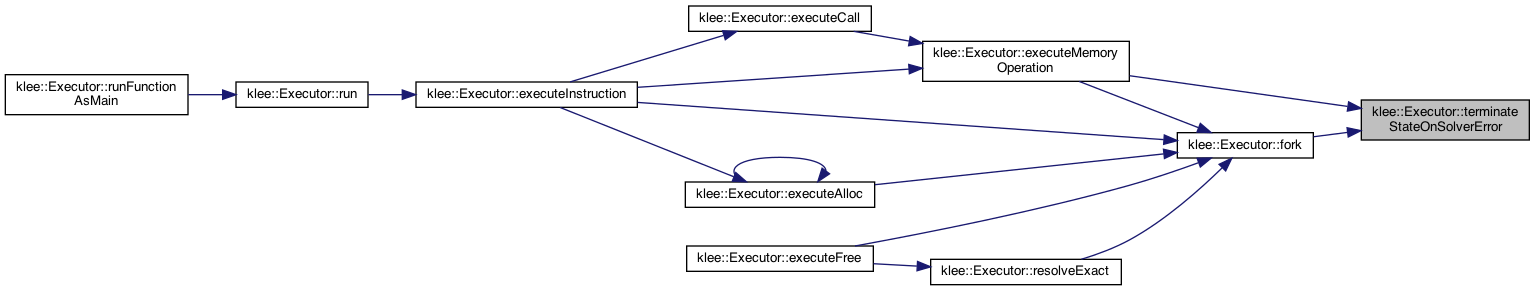 klee::Executor::runFunction
AsMain
klee::Executor::run
klee::Executor::executeInstruction
klee::Executor::executeCall
klee::Executor::executeMemory
Operation
klee::Executor::terminate
StateOnSolverError
klee::Executor::fork
klee::Executor::executeAlloc
klee::Executor::executeFree
klee::Executor::resolveExact